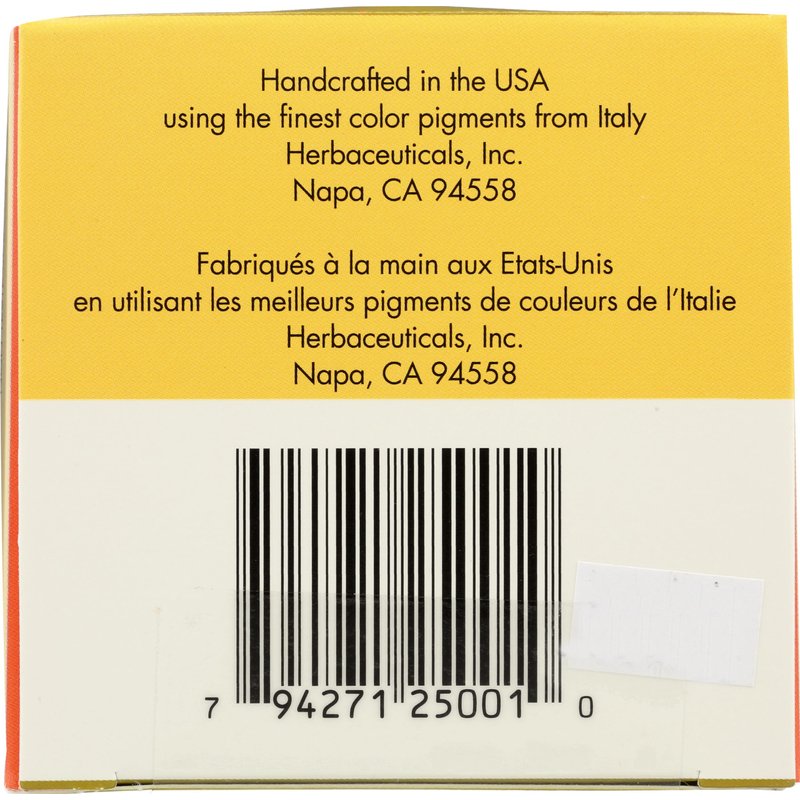 Handcrafted in the USA
using the finest color pigments from Italy
Herbaceuticals, Inc.
Napa, CA 94558
Fabriqués à la main aux Etats-Unis
en utilisant les meilleurs pigments de couleurs de l'Italie
Herbaceuticals, Inc.
Napa, CA 94558
7 94271 25001 0